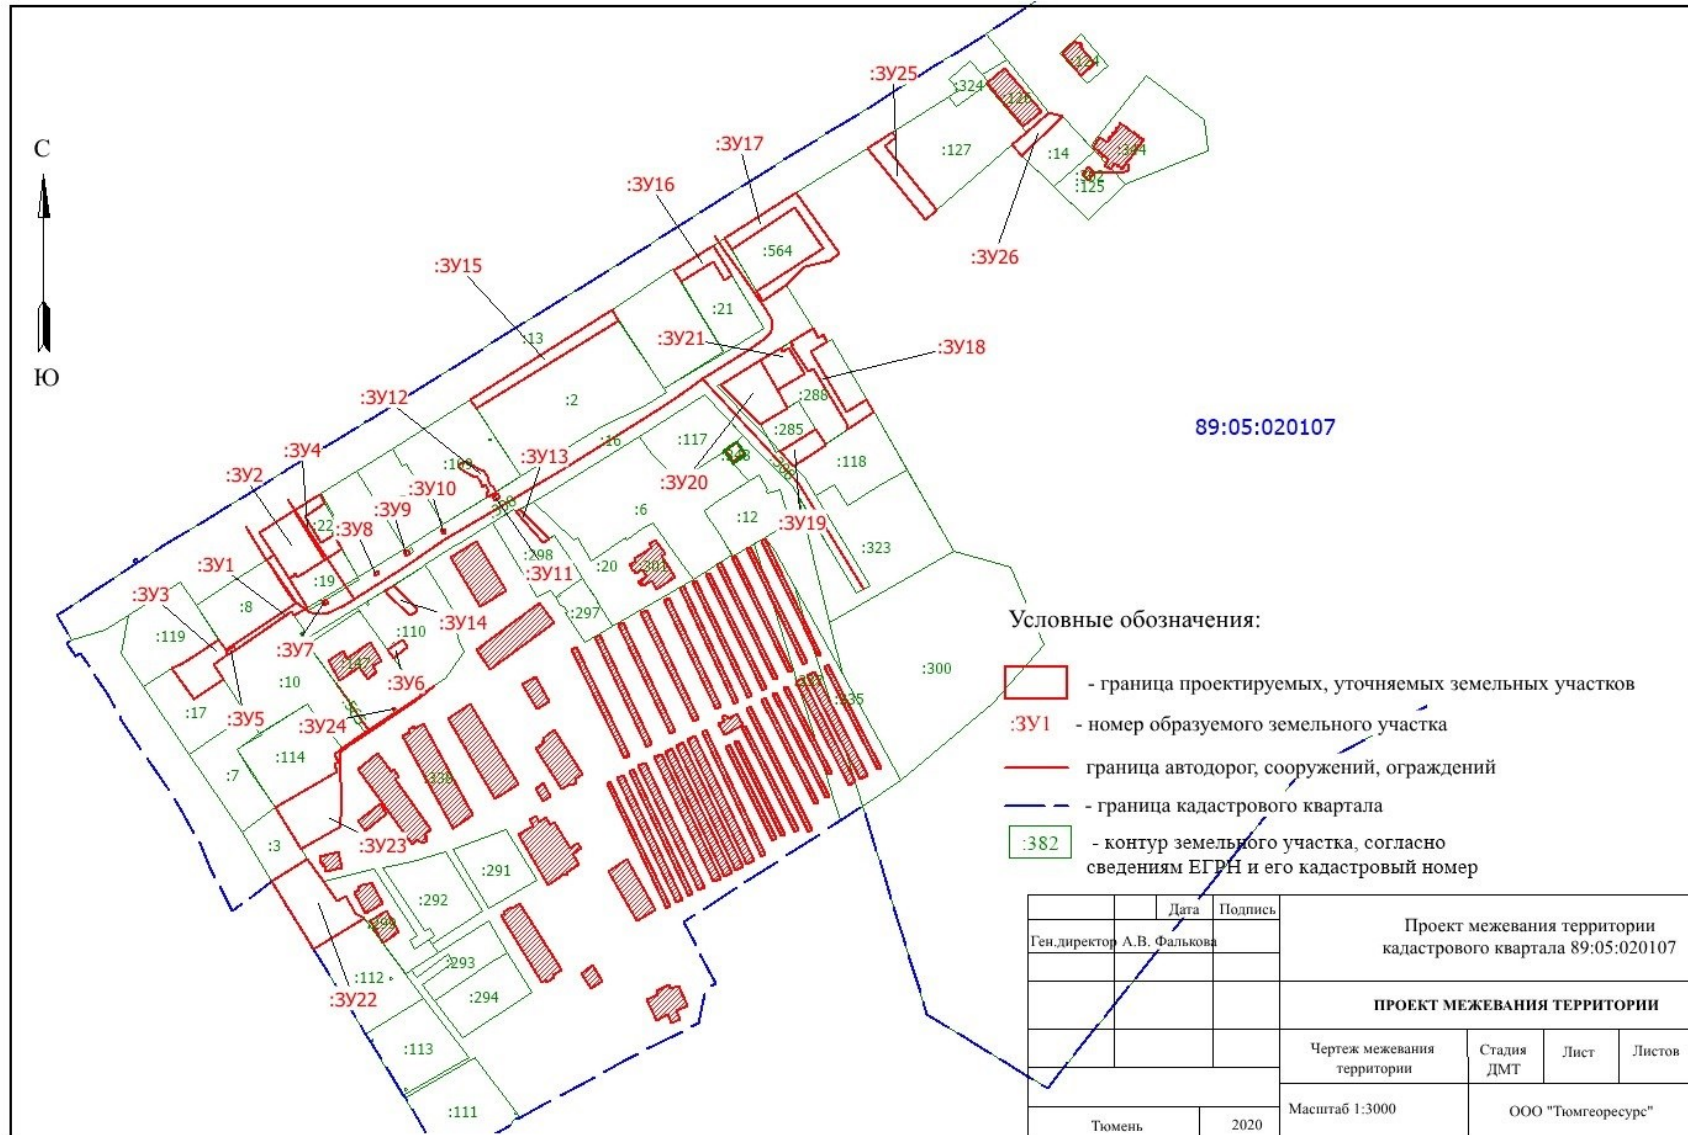 С
Ю
:ЗУ25
:324
:124
:126
:127
:14
:344
:125
:ЗУ17
:ЗУ16
:564
:ЗУ26
:ЗУ15
:21
:13
:ЗУ21
:ЗУ18
:ЗУ12
:2
:288
:16
:117
:285
89:05:020107
:ЗУ4
:ЗУ2
:ЗУ13
:118
:ЗУ20
:ЗУ10
:ЗУ9
:22
:ЗУ8
:6
:12
:ЗУ19
:298
:323
:ЗУ1
:19
:20
:301
:ЗУ11
:ЗУ3
:8
:297
:119
:110
:ЗУ14
:ЗУ7
:147
:10
:ЗУ6
:300
:17
:ЗУ5
:ЗУ24
:235
:114
:7
:338
:3
:ЗУ23
:291
:292
:299
:293
:112
:294
:ЗУ22
:113
:111
Условные обозначения:
- граница проектируемых, уточняемых земельных участков
:ЗУ1 - номер образуемого земельного участка
граница автодорог, сооружений, ограждений
- граница кадастрового квартала
:382 - контур земельного участка, согласно
сведениям ЕГРН и его кадастровый номер
Дата Подпись
Ген.директор А.В. Фалькова
Проект межевания территории
кадастрового квартала 89:05:020107
ПРОЕКТ МЕЖЕВАНИЯ ТЕРРИТОРИИ
Чертеж межевания
территории
Стадия
ДМТ
Лист
Листов
Масштаб 1:3000
ООО "Тюмгеоресурс"
Тюмень
2020